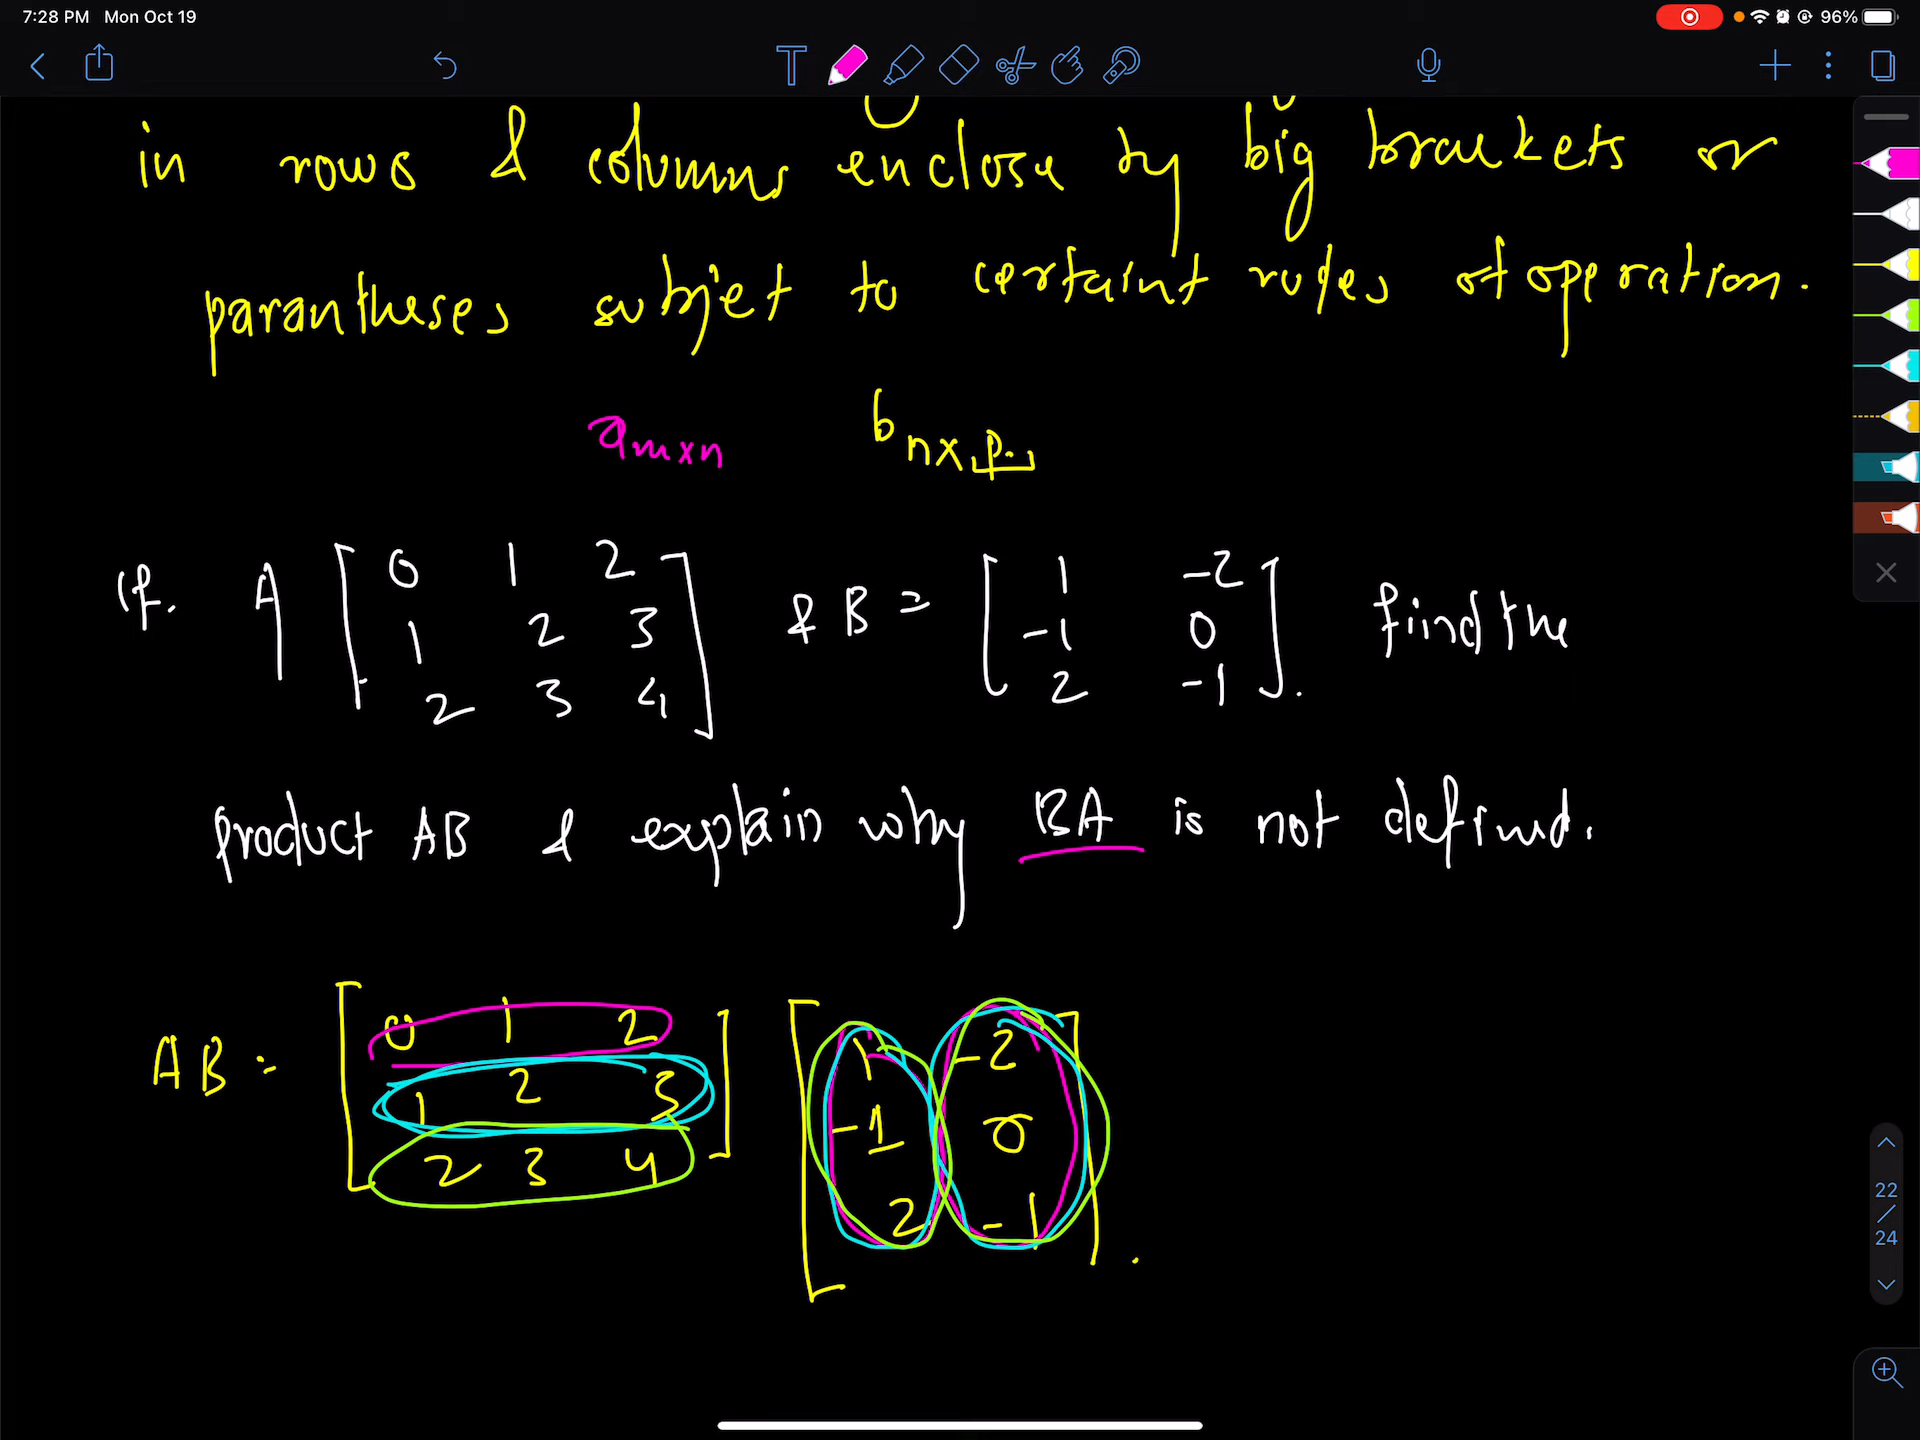 7:28 PM Mon Oct 19 96%
in rows & columns enclose by big brackets or
parantheses subjet to certaint rules of operation.
a m×n b n×p.
If. A [ 0 1 2 & B = [ 1 -2 ]. find the
1 2 3 -1 0
2 3 4 ] 2 -1
product AB & explain why BA is not defined.
AB = [ 0 1 2 ] [ 1 -2 ]
1 2 3 -1 0
2 3 4 2 -1 .
22
/
24